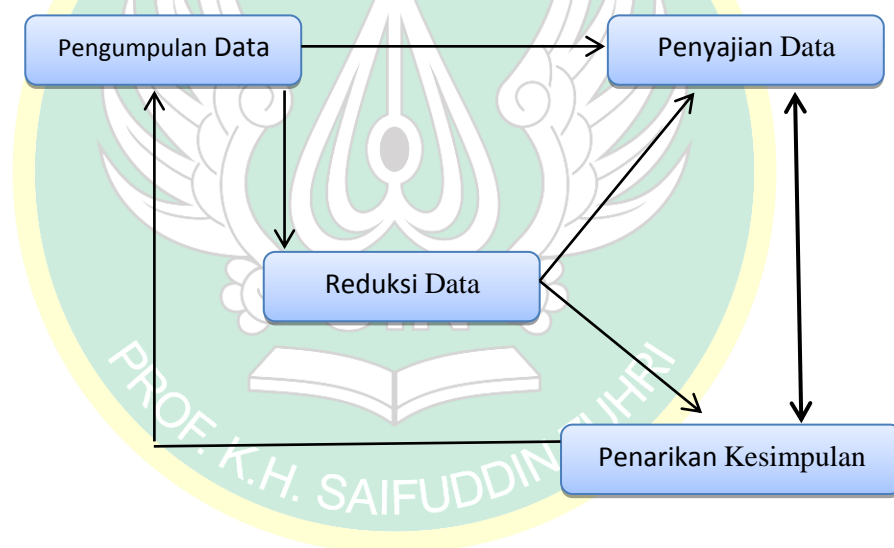 Pengumpulan Data
Penyajian Data
Reduksi Data
Penarikan Kesimpulan
PROF. K.H. SAIFUDDIN ZUHRI